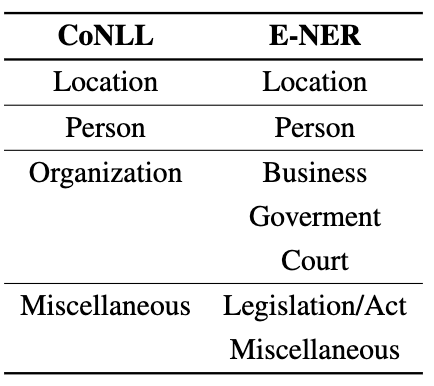 CoNLL E-NER
Location Location
Person Person
Organization Business
Goverment
Court
Miscellaneous Legislation/Act
Miscellaneous